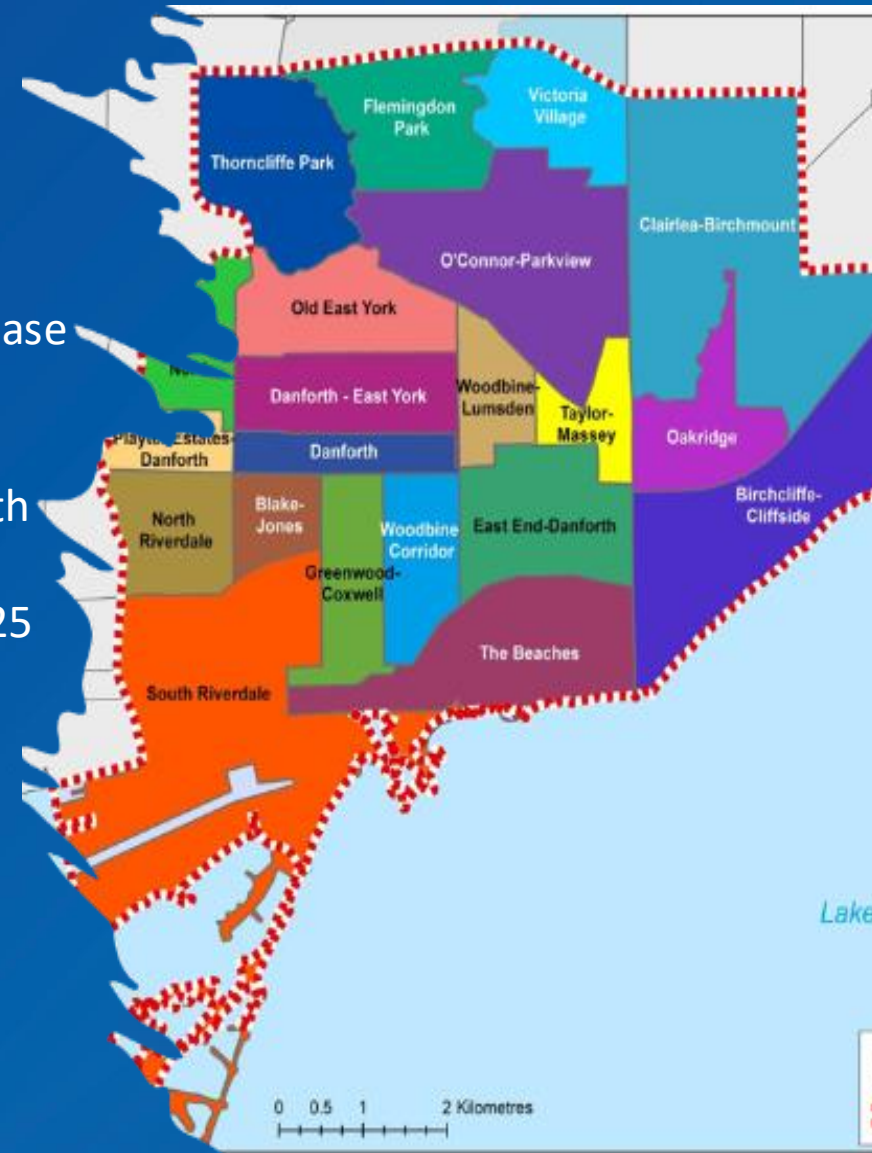 Victoria
Village
Flemingdon
Park
Thorncliffe Park
Clairlea-Birchmount
O'Connor-Parkview
Old East York
ase
Danforth - East York
Woodbine-
Lumsden
Taylor-
Massey
Oakridge
Estates-
Danforth
Danforth
Birchcliffe-
Cliffside
th
North
Riverdale
Blake-
Jones
Woodbine
Corridor
East End-Danforth
Greenwood-
Coxwell
25
The Beaches
South Riverdale
Lake
0 0.5 1 2 Kilometres